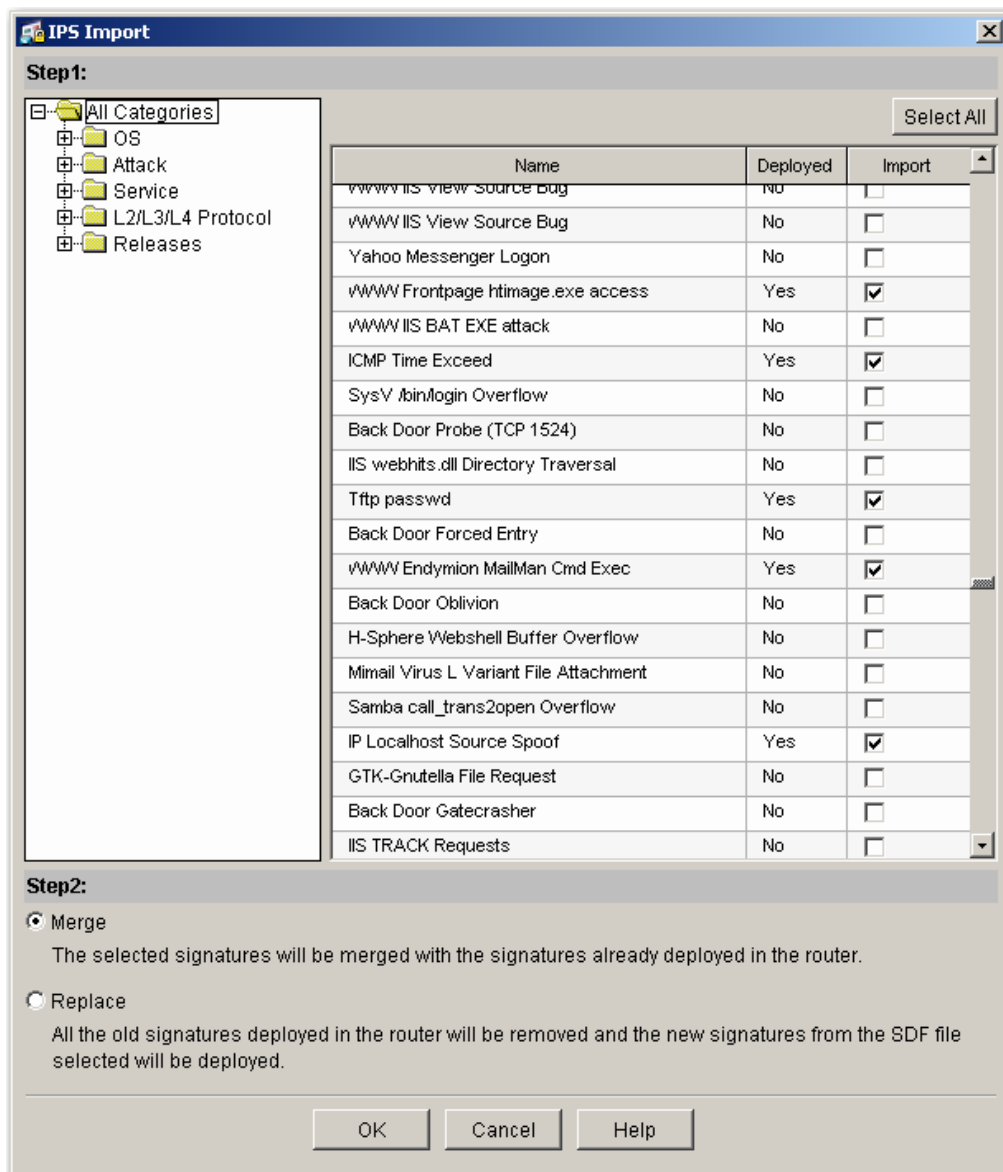 IPS Import
Step1:
All Categories
OS
Attack
Service
L2/L3/L4 Protocol
Releases
Select All
Name Deployed Import
WWW IIS View Source Bug No
WWW IIS View Source Bug No
Yahoo Messenger Logon No
WWW Frontpage htimage.exe access Yes
WWW IIS BAT EXE attack No
ICMP Time Exceed Yes
SysV /bin/login Overflow No
Back Door Probe (TCP 1524) No
IIS webhits.dll Directory Traversal No
Tftp passwd Yes
Back Door Forced Entry No
WWW Endymion MailMan Cmd Exec Yes
Back Door Oblivion No
H-Sphere Webshell Buffer Overflow No
Mimail Virus L Variant File Attachment No
Samba call_trans2open Overflow No
IP Localhost Source Spoof Yes
GTK-Gnutella File Request No
Back Door Gatecrasher No
IIS TRACK Requests No
Step2:
Merge
The selected signatures will be merged with the signatures already deployed in the router.
Replace
All the old signatures deployed in the router will be removed and the new signatures from the SDF file
selected will be deployed.
OK Cancel Help